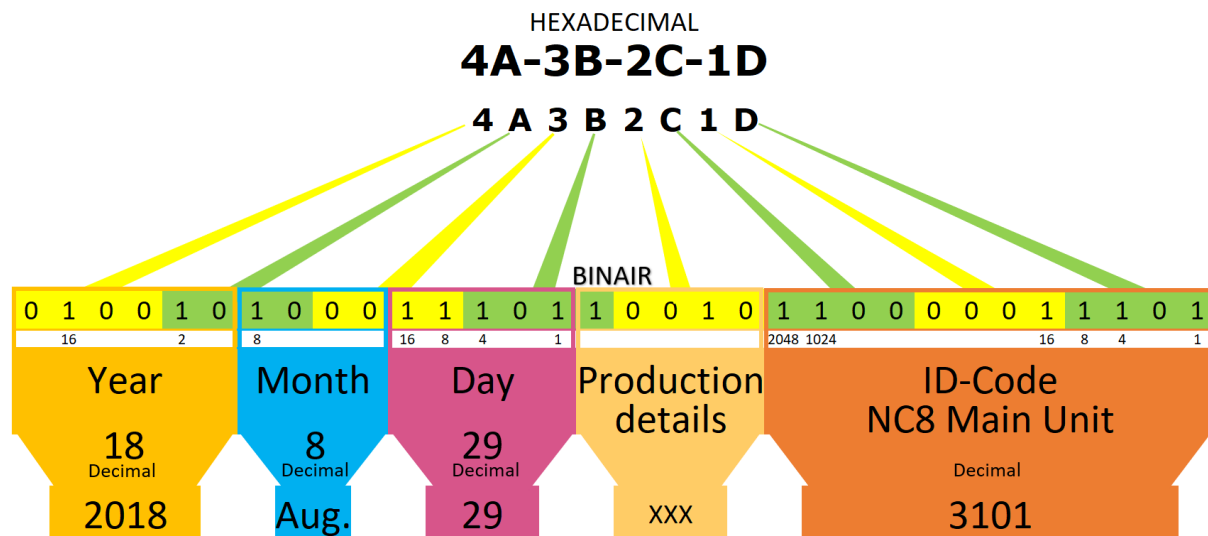 HEXADECIMAL
4A-3B-2C-1D
4 A 3 B 2 C 1 D
BINAIR
0 1 0 0 1 0 1 0 0 0 1 1 1 0 1 1 0 0 1 0 1 1 0 0 0 0 0 1 1 1 0 1
16 2 8 16 8 4 1 2048 1024 16 8 4 1
Year Month Day Production details ID-Code NC8 Main Unit
18 8 29
Decimal Decimal Decimal Decimal
2018 Aug. 29 XXX 3101